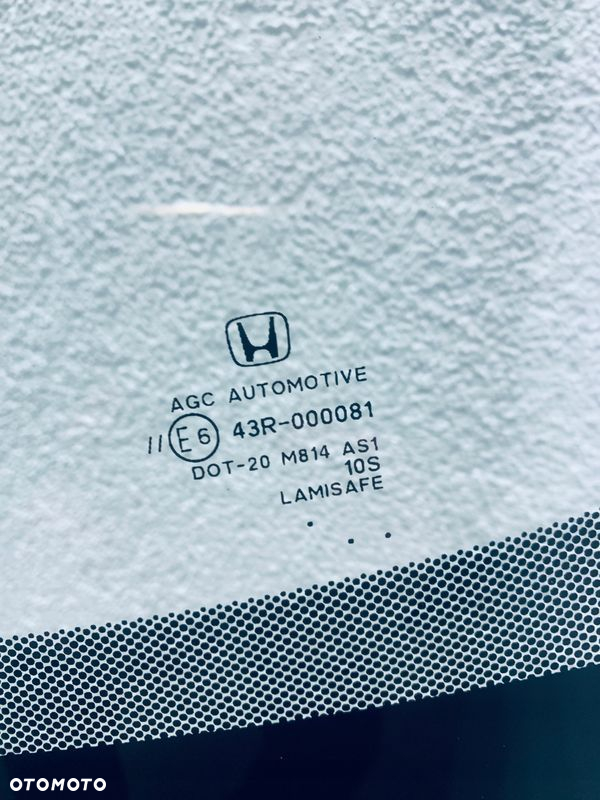 AGC AUTOMOTIVE
II E6 43R-000081
DOT-20 M814 AS1
10S
LAMISAFE
OTOMOTO